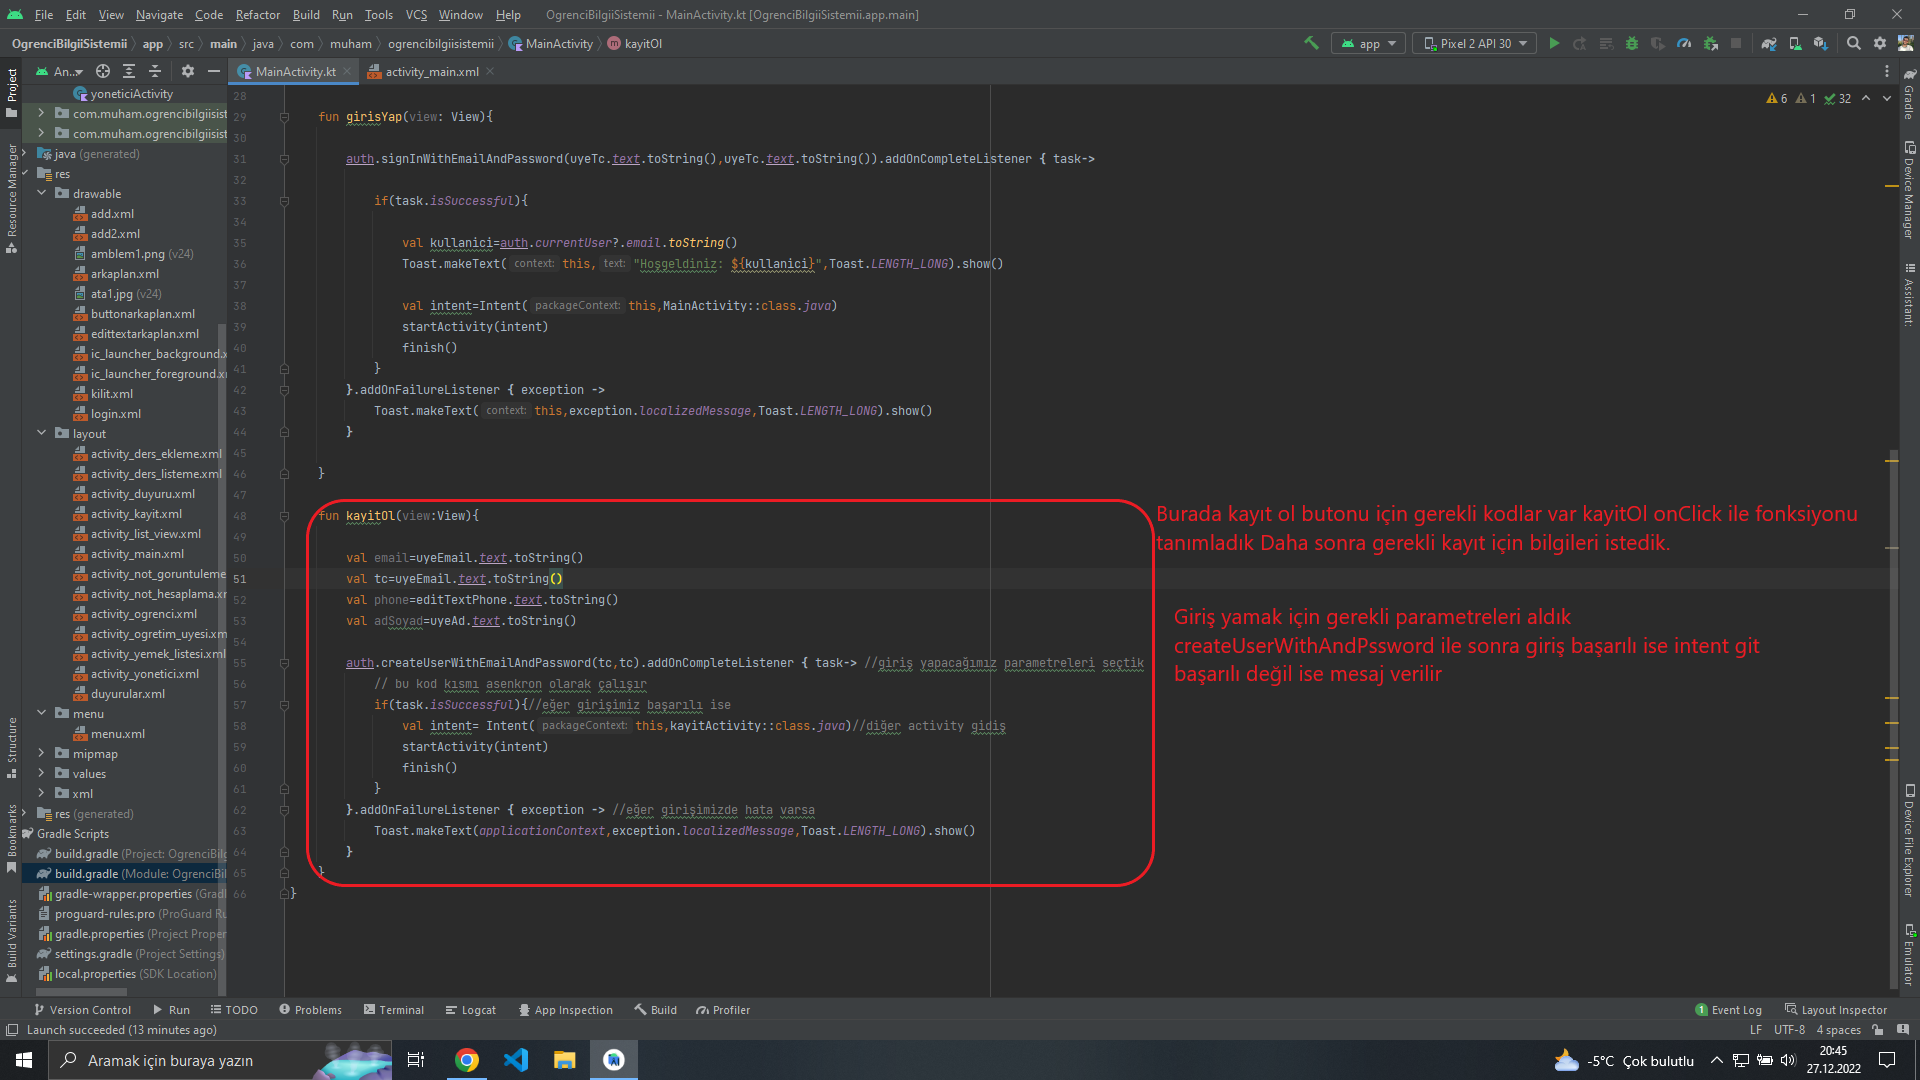 File Edit View Navigate Code Refactor Build Run Tools VCS Window Help OgrenciBilgiiSistemii - MainActivity.kt [OgrenciBilgiiSistemii.app.main]
OgrenciBilgiiSistemii app src main java com muham ogrencibilgiisistemii MainActivity kayitOl app Pixel 2 API 30
Project
Resource Manager
Structure
Bookmarks
Build Variants
An...
yoneticiActivity
com.muham.ogrencibilgiisist
com.muham.ogrencibilgiisist
java (generated)
res
drawable
add.xml
add2.xml
amblem1.png (v24)
arkaplan.xml
ata1.jpg (v24)
buttonarkaplan.xml
edittextarkaplan.xml
ic_launcher_background.x
ic_launcher_foreground.x
kilit.xml
login.xml
layout
activity_ders_ekleme.xml
activity_ders_listeme.xml
activity_duyuru.xml
activity_kayit.xml
activity_list_view.xml
activity_main.xml
activity_not_goruntuleme
activity_not_hesaplama.x
activity_ogrenci.xml
activity_ogretim_uyesi.xm
activity_yemek_listesi.xml
activity_yonetici.xml
duyurular.xml
menu
menu.xml
mipmap
values
xml
res (generated)
Gradle Scripts
build.gradle (Project: OgrenciBilg
build.gradle (Module: OgrenciBil
gradle-wrapper.properties (Grad
proguard-rules.pro (ProGuard Ru
gradle.properties (Project Proper
settings.gradle (Project Settings)
local.properties (SDK Location)
MainActivity.kt activity_main.xml
6 1 32
28
29 fun girisYap(view: View){
30
31 auth.signInWithEmailAndPassword(uyeTc.text.toString(),uyeTc.text.toString()).addOnCompleteListener { task->
32
33 if(task.isSuccessful){
34
35 val kullanici=auth.currentUser?.email.toString()
36 Toast.makeText( context: this, text: "Hoşgeldiniz: ${kullanici}",Toast.LENGTH_LONG).show()
37
38 val intent=Intent( packageContext: this,MainActivity::class.java)
39 startActivity(intent)
40 finish()
41 }
42 }.addOnFailureListener { exception ->
43 Toast.makeText( context: this,exception.localizedMessage,Toast.LENGTH_LONG).show()
44 }
45
46 }
47
48 fun kayitOl(view:View){
49
50 val email=uyeEmail.text.toString()
51 val tc=uyeEmail.text.toString()
52 val phone=editTextPhone.text.toString()
53 val adSoyad=uyeAd.text.toString()
54
55 auth.createUserWithEmailAndPassword(tc,tc).addOnCompleteListener { task-> //giriş yapacağımız parametreleri seçtik
56 // bu kod kısmı asenkron olarak çalışır
57 if(task.isSuccessful){//eğer girişimiz başarılı ise
58 val intent= Intent( packageContext: this,kayitActivity::class.java)//diğer activity gidiş
59 startActivity(intent)
60 finish()
61 }
62 }.addOnFailureListener { exception -> //eğer girişimizde hata varsa
63 Toast.makeText(applicationContext,exception.localizedMessage,Toast.LENGTH_LONG).show()
64 }
65 }
66 }
Burada kayıt ol butonu için gerekli kodlar var kayitOl onClick ile fonksiyonu
tanımladık Daha sonra gerekli kayıt için bilgileri istedik.
Giriş yamak için gerekli parametreleri aldık
createUserWithAndPssword ile sonra giriş başarılı ise intent git
başarılı değil ise mesaj verilir
Gradle
Device Manager
Assistant:
Device File Explorer
Emulator
Version Control Run TODO Problems Terminal Logcat App Inspection Build Profiler 1 Event Log Layout Inspector
Launch succeeded (13 minutes ago) LF UTF-8 4 spaces
Aramak için buraya yazın -5°C Çok bulutlu 20:45
27.12.2022